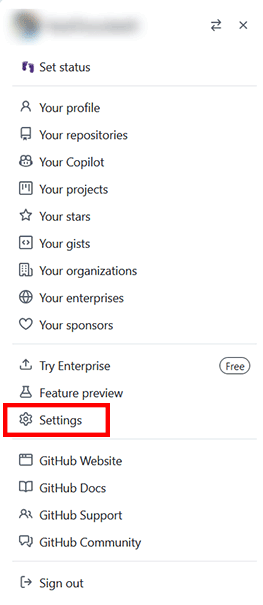 Set status
Your profile
Your repositories
Your Copilot
Your projects
Your stars
Your gists
Your organizations
Your enterprises
Your sponsors
Try Enterprise Free
Feature preview
Settings
GitHub Website
GitHub Docs
GitHub Support
GitHub Community
Sign out